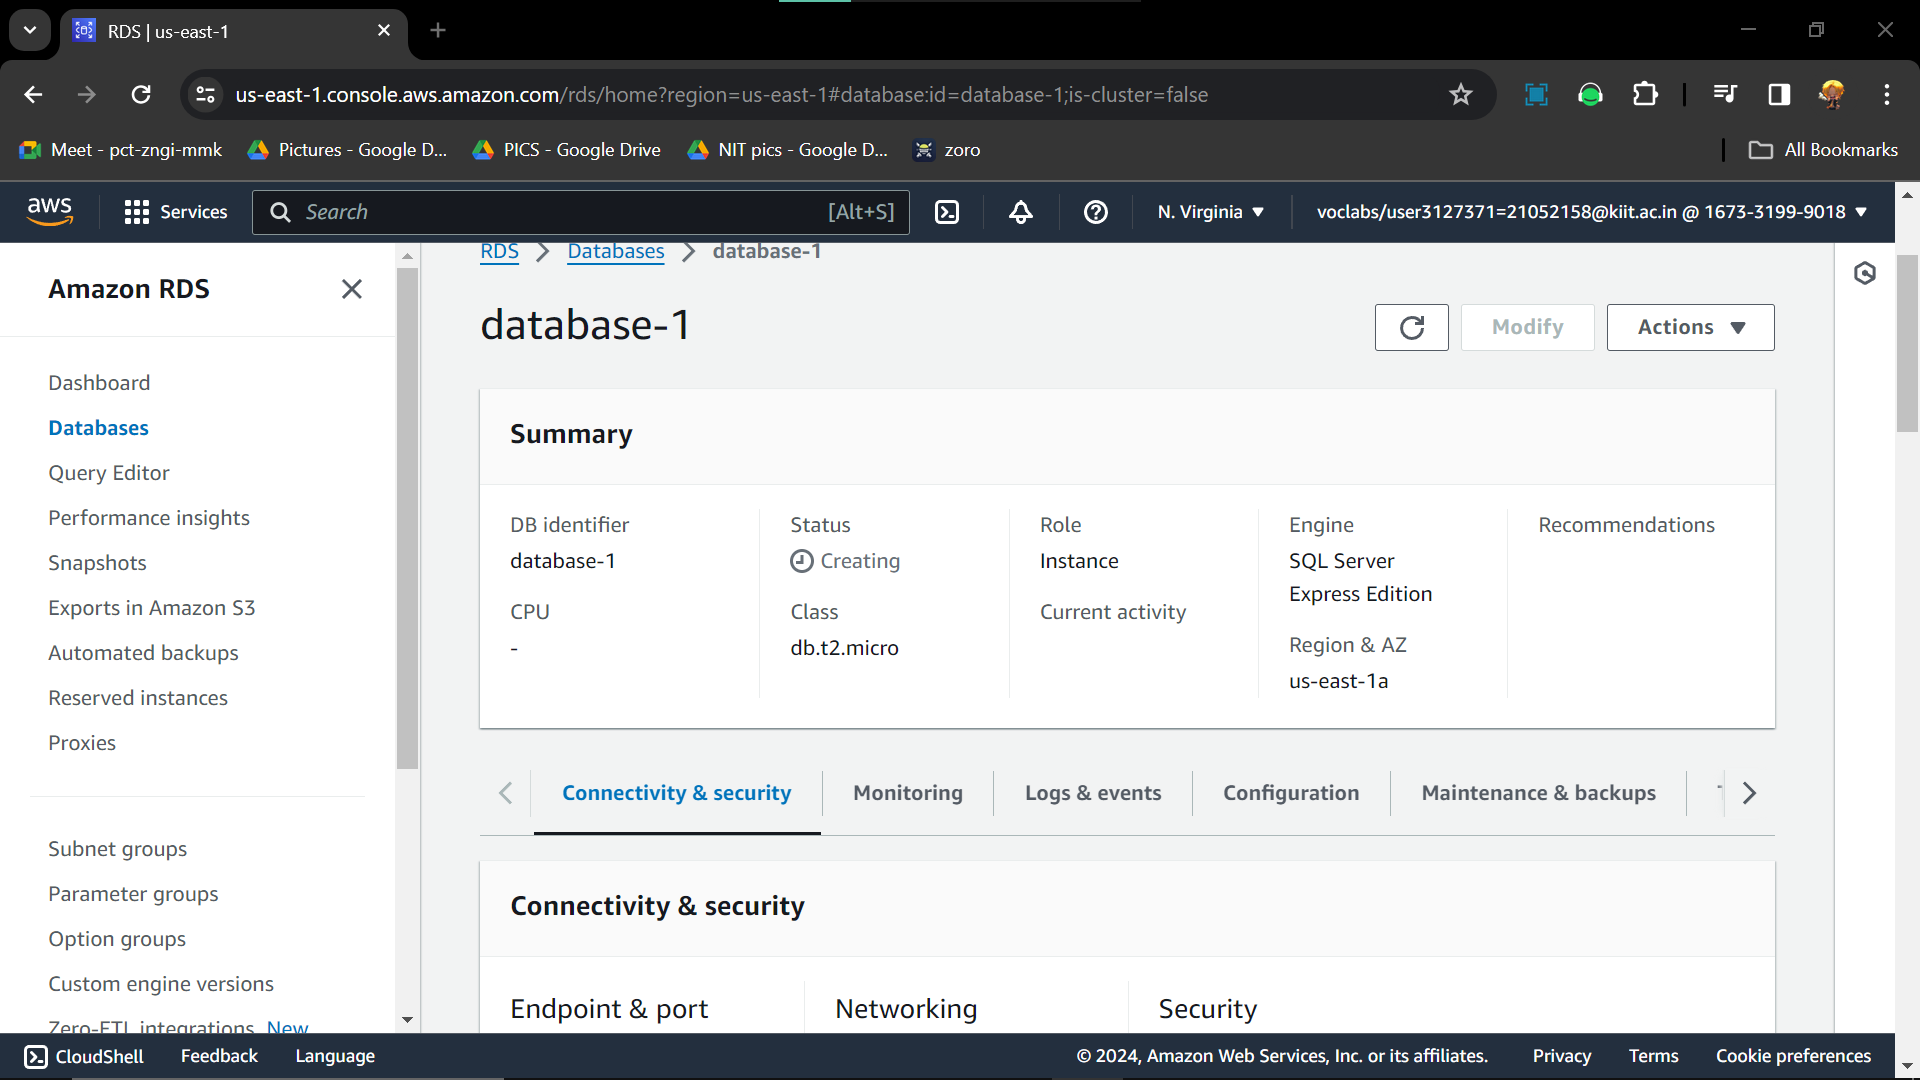 RDS | us-east-1
us-east-1.console.aws.amazon.com/rds/home?region=us-east-1#database:id=database-1;is-cluster=false
Meet - pct-zngi-mmk Pictures - Google D... PICS - Google Drive NIT pics - Google D... zoro All Bookmarks
aws Services Search [Alt+S] N. Virginia voclabs/user3127371=21052158@kiit.ac.in @ 1673-3199-9018
Amazon RDS
Dashboard
Databases
Query Editor
Performance insights
Snapshots
Exports in Amazon S3
Automated backups
Reserved instances
Proxies
Subnet groups
Parameter groups
Option groups
Custom engine versions
Zero-ETL integrations New
RDS Databases database-1
database-1
Modify Actions
Summary
DB identifier
database-1
CPU
-
Status
Creating
Class
db.t2.micro
Role
Instance
Current activity
Engine
SQL Server
Express Edition
Region & AZ
us-east-1a
Recommendations
Connectivity & security Monitoring Logs & events Configuration Maintenance & backups
Connectivity & security
Endpoint & port Networking Security
CloudShell Feedback Language © 2024, Amazon Web Services, Inc. or its affiliates. Privacy Terms Cookie preferences